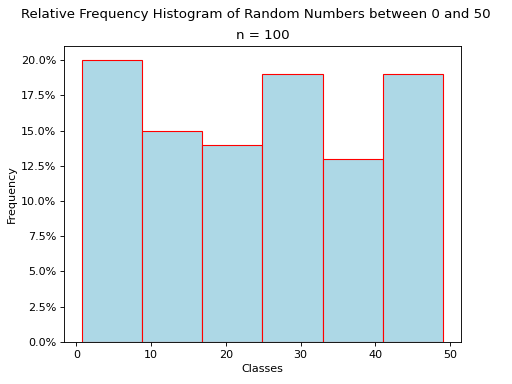 Relative Frequency Histogram of Random Numbers between 0 and 50
n = 100
20.0%
17.5%
15.0%
12.5%
10.0%
7.5%
5.0%
2.5%
0.0%
Frequency
0 10 20 30 40 50
Classes